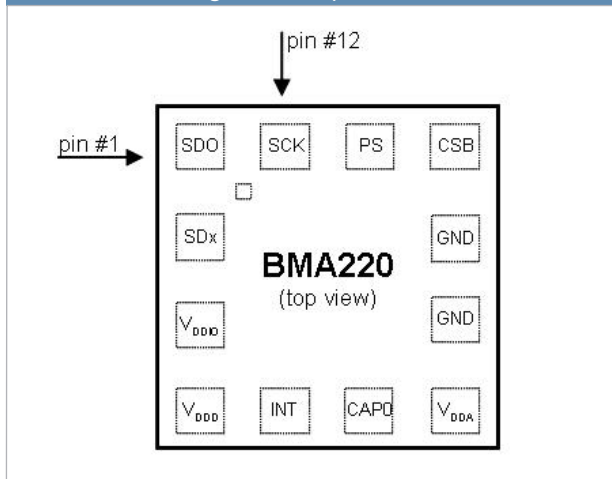 pin #12
pin #1
SDO SCK PS CSB
SDx GND
BMA220
(top view)
VDDIO GND
VDDD INT CAP0 VDDA